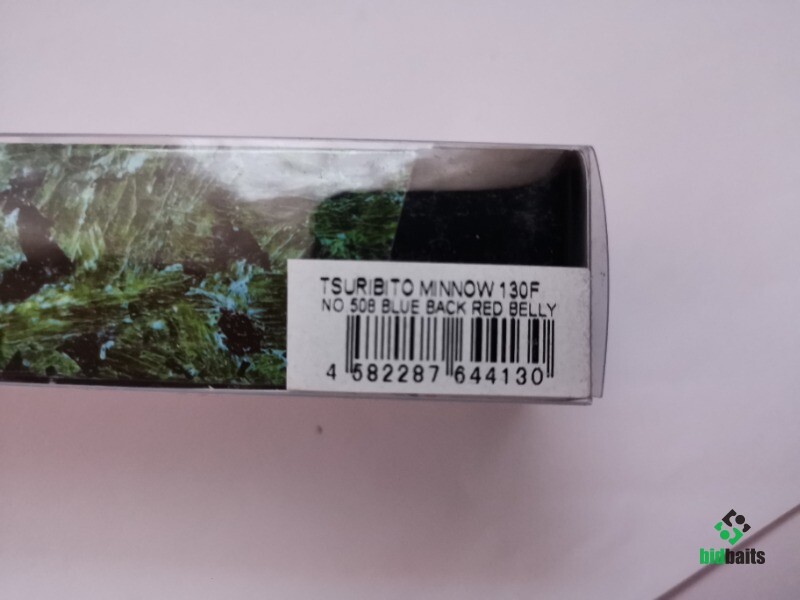 TSURIBITO MINNOW 130F
NO 508 BLUE BACK RED BELLY
4 582287 644130
bidbaits